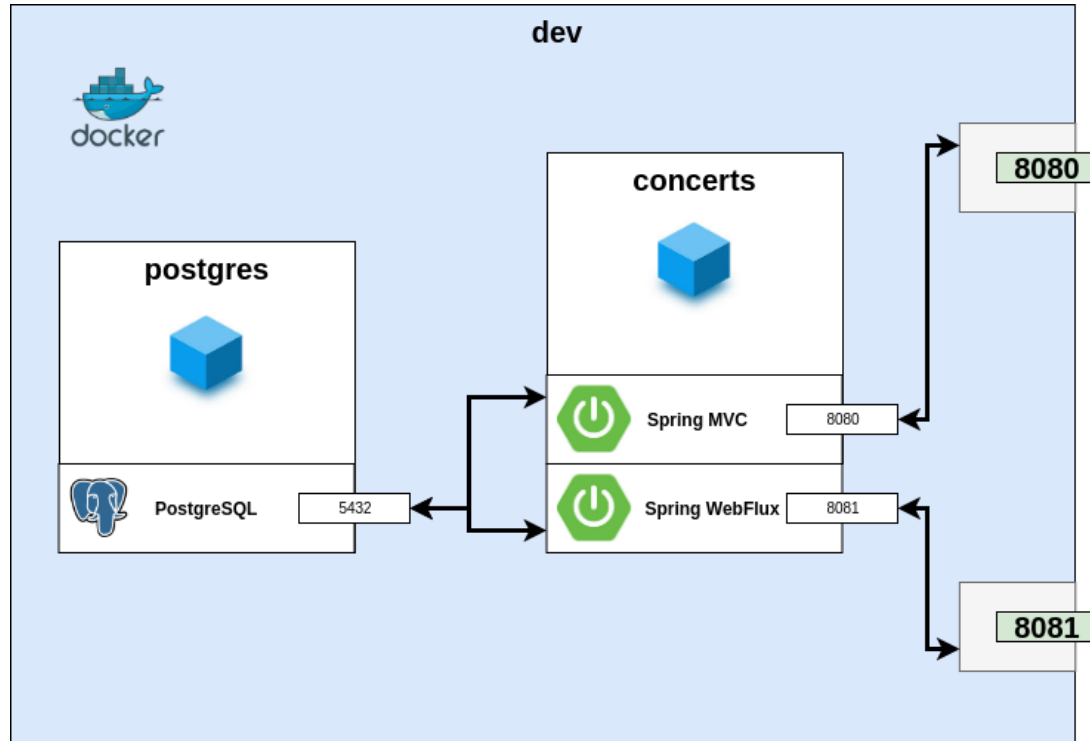 dev
docker
concerts
8080
postgres
Spring MVC
8080
PostgreSQL
5432
Spring WebFlux
8081
8081